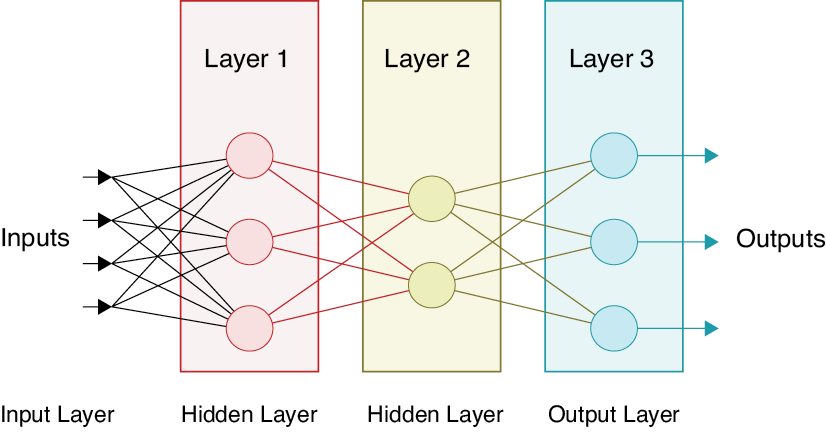 Layer 1
Layer 2
Layer 3
Inputs
Outputs
Input Layer
Hidden Layer
Hidden Layer
Output Layer